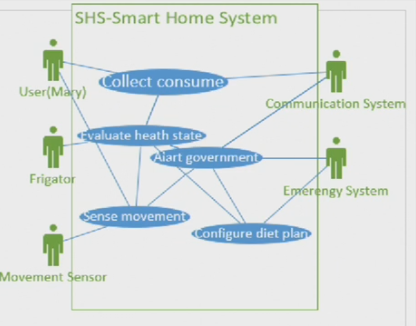 SHS-Smart Home System
Collect consume
User(Mary)
Communication System
Evaluate heath state
Alart government
Frigator
Emerengy System
Sense movement
Configure diet plan
Movement Sensor